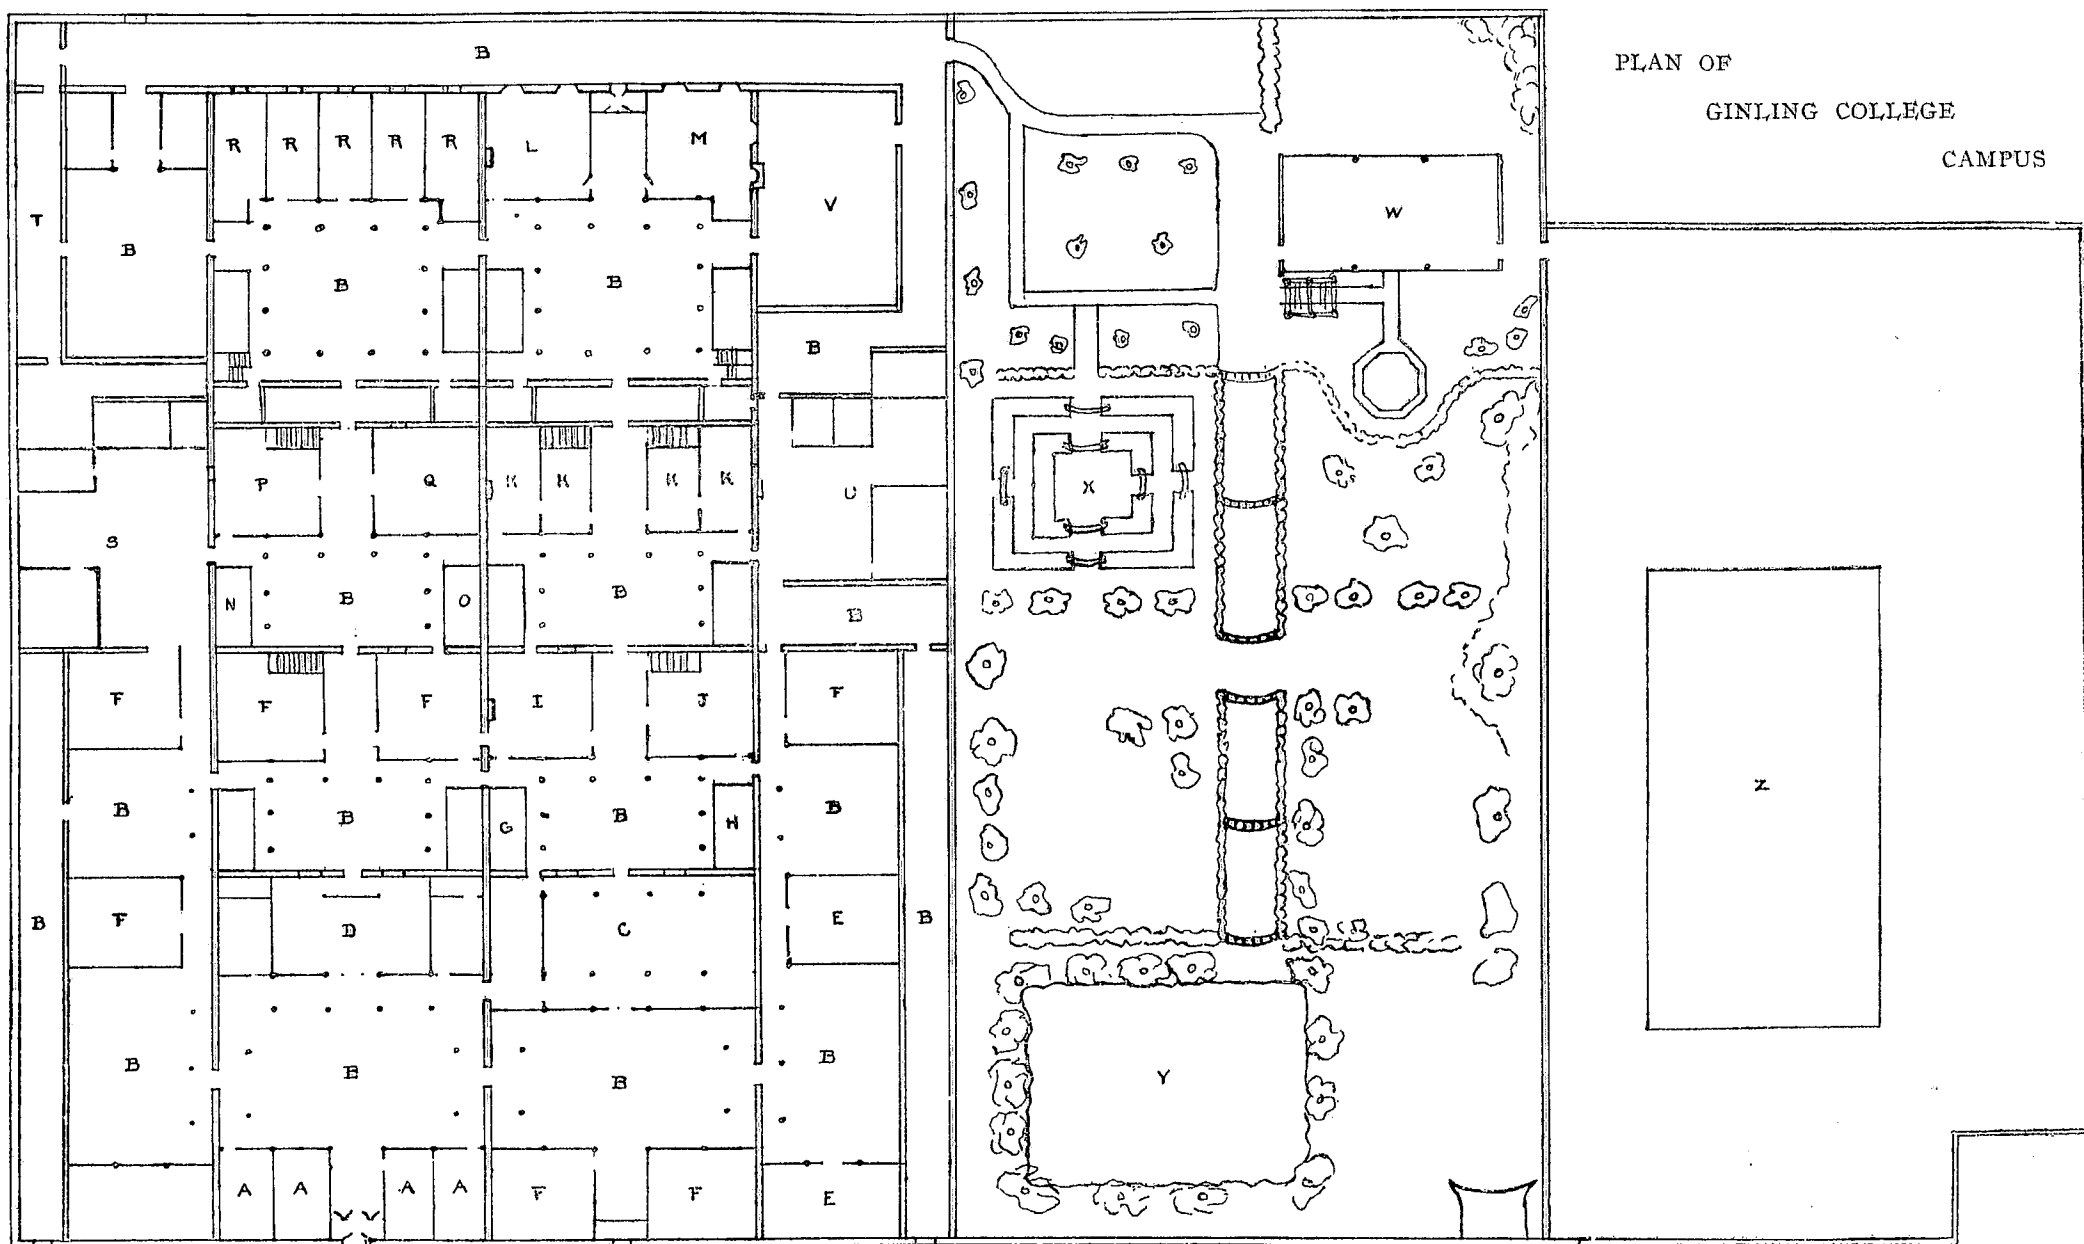 PLAN OF
GINLING COLLEGE
CAMPUS
B
R R R R R L M
T V W
B B B
B
P Q K K K K U X
S
N B O B B
F F F I J F
B B G B H B Z
B F D C E B
B B B B Y
A A A A F F E